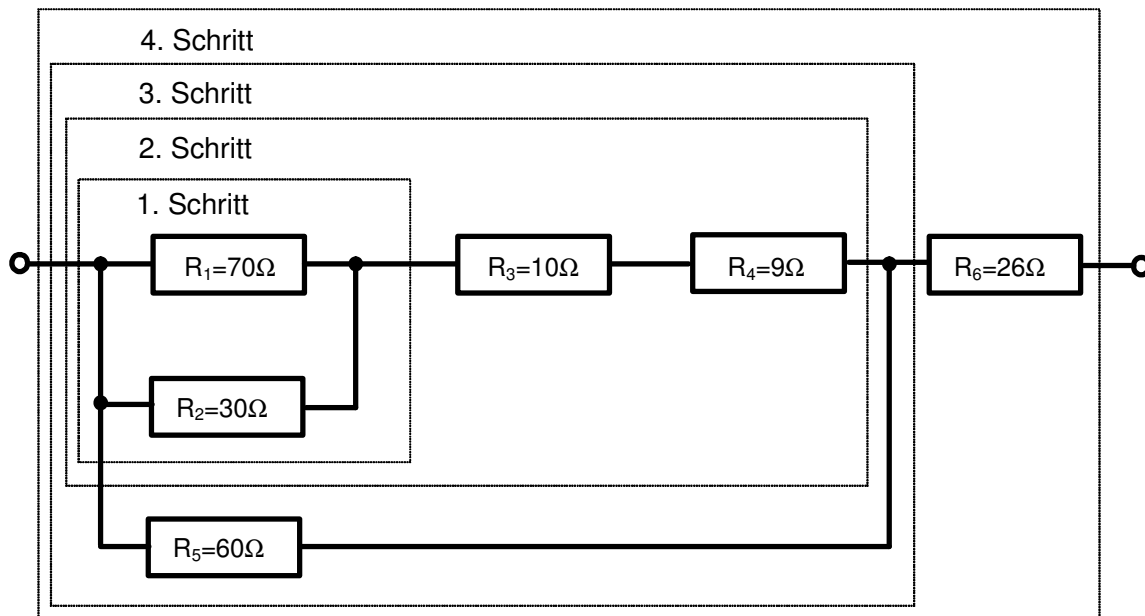 4. Schritt
3. Schritt
2. Schritt
1. Schritt
R₁=70Ω
R₃=10Ω
R₄=9Ω
R₆=26Ω
R₂=30Ω
R₅=60Ω